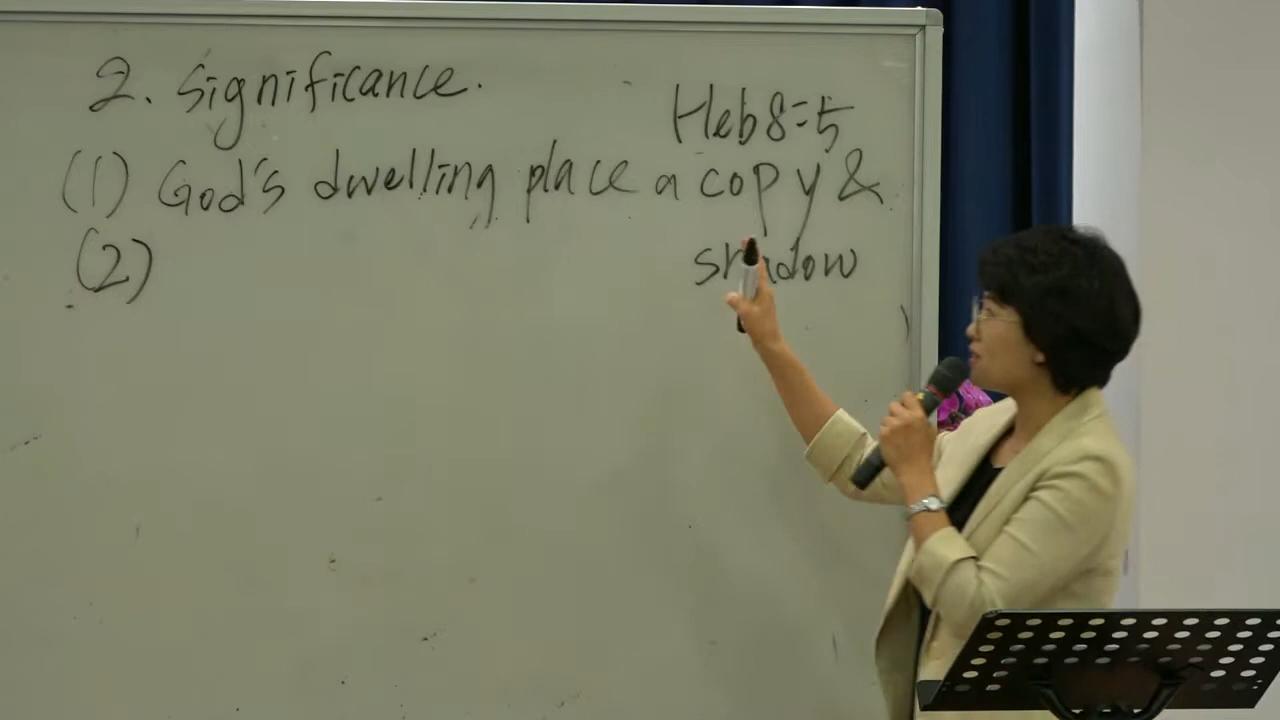 2. Significance.
Heb 8:5
(1) God's dwelling place a copy &
(2)
shadow